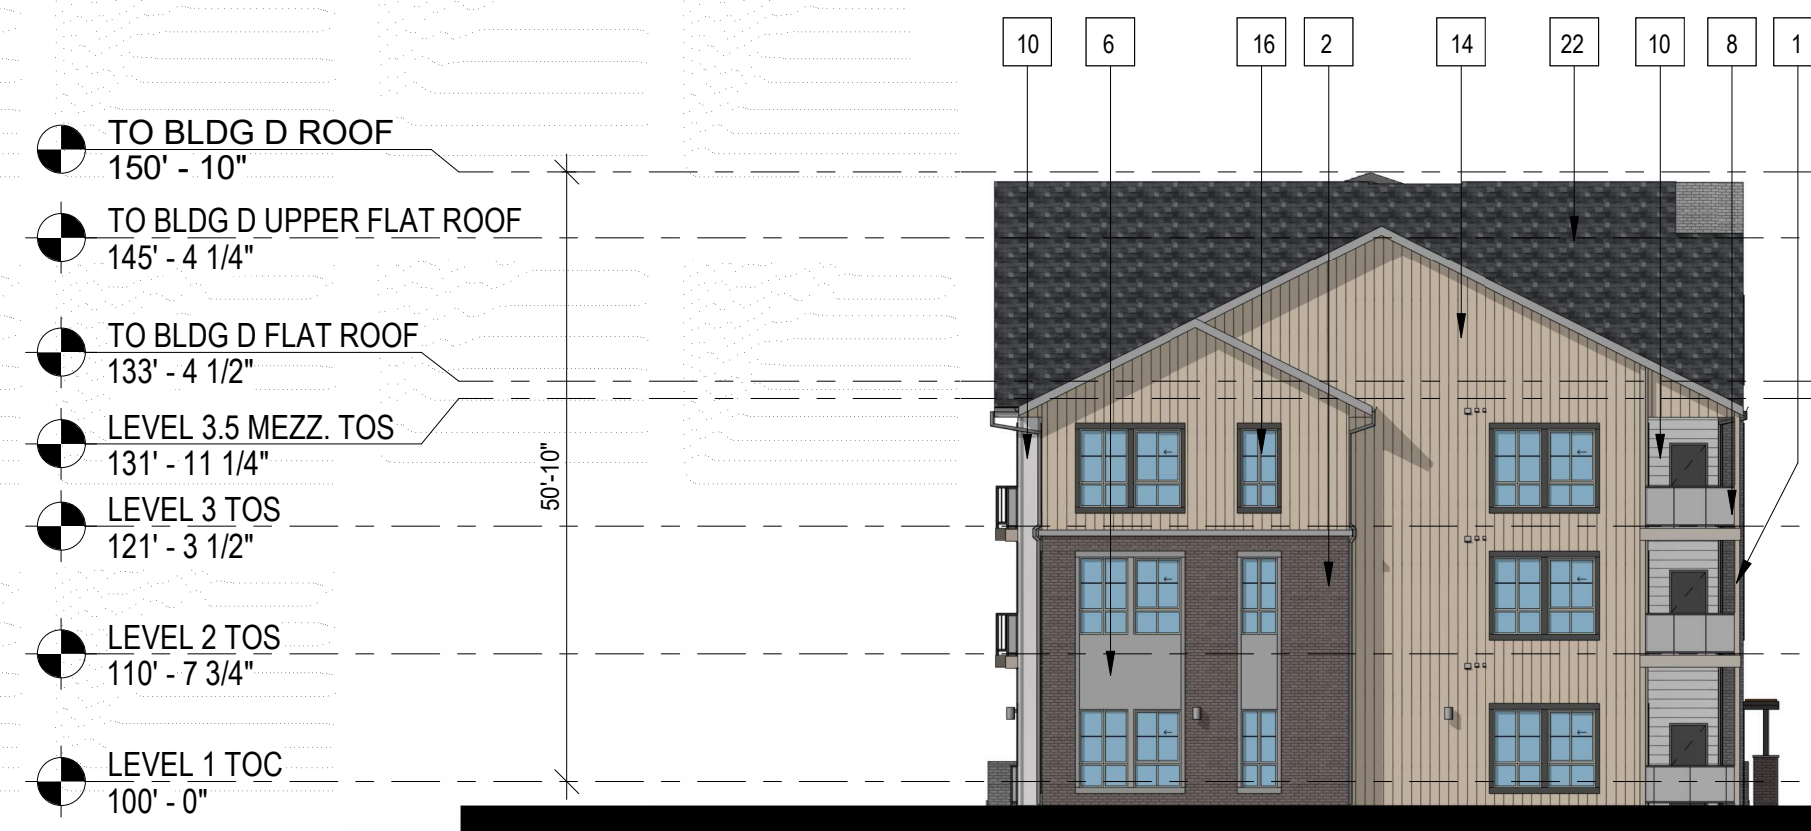 10 6 16 2 14 22 10 8 1
TO BLDG D ROOF
150' - 10"
TO BLDG D UPPER FLAT ROOF
145' - 4 1/4"
TO BLDG D FLAT ROOF
133' - 4 1/2"
LEVEL 3.5 MEZZ. TOS
131' - 11 1/4"
50'-10"
LEVEL 3 TOS
121' - 3 1/2"
LEVEL 2 TOS
110' - 7 3/4"
LEVEL 1 TOC
100' - 0"